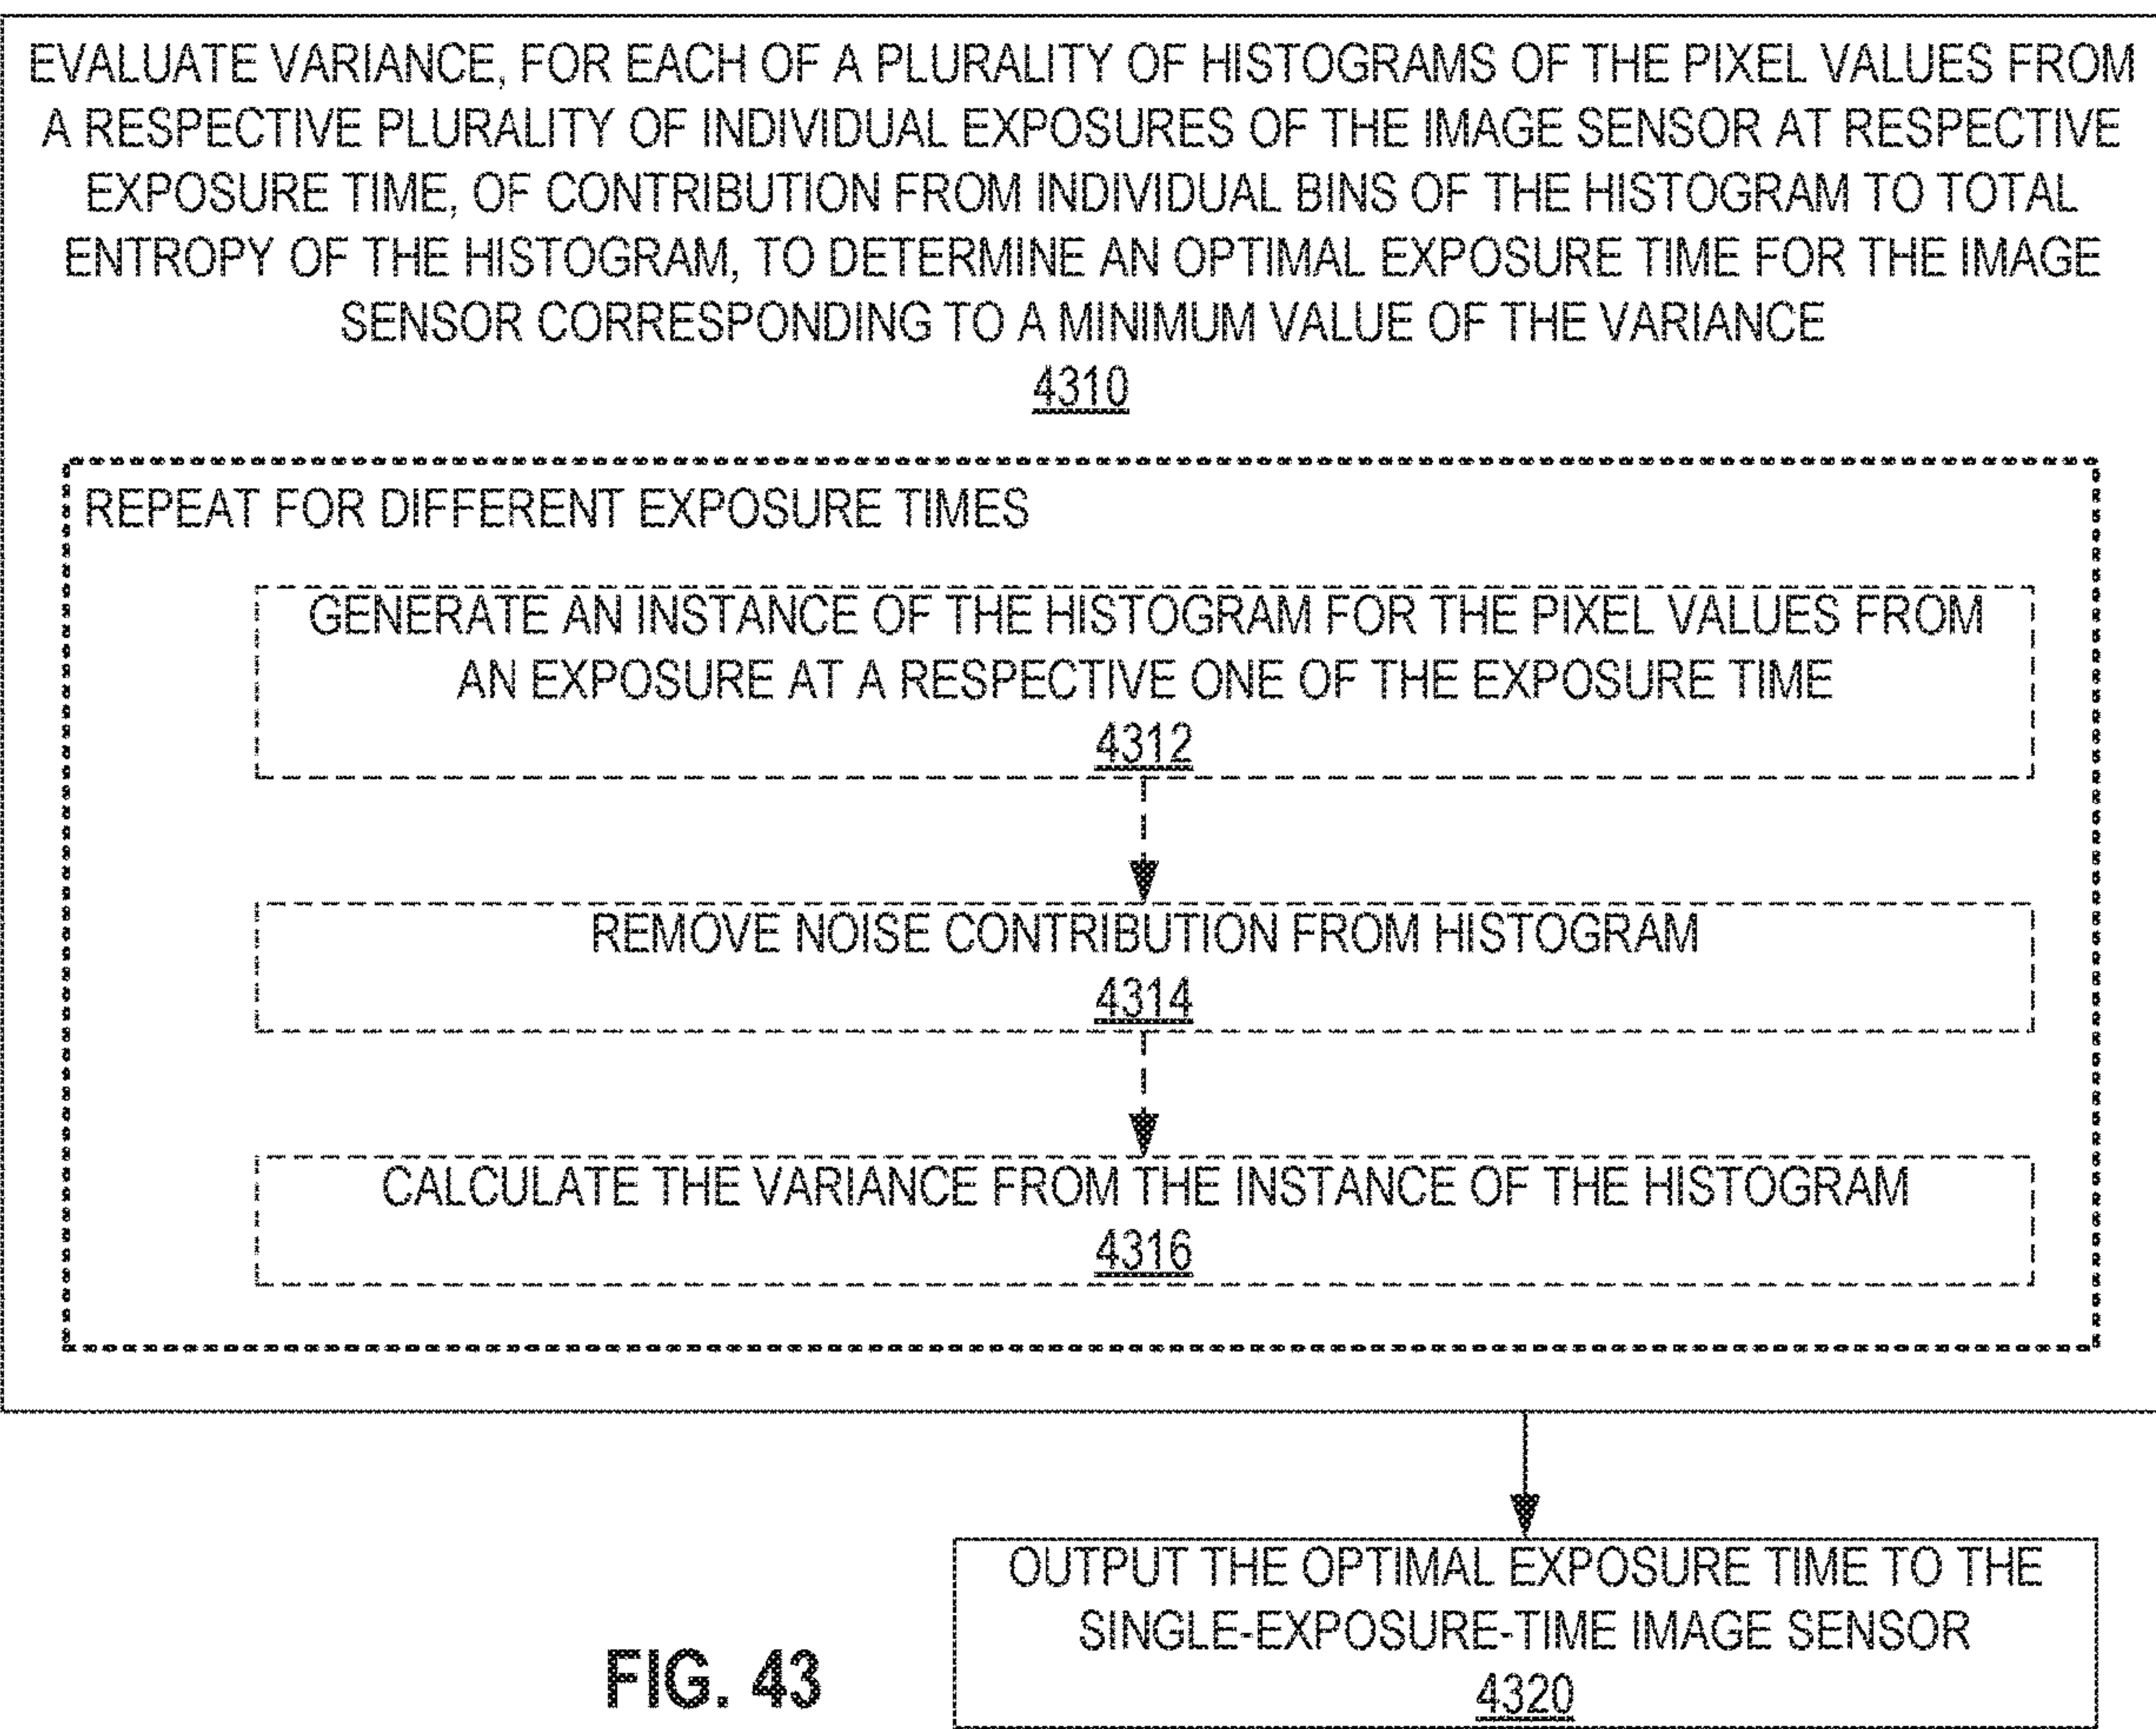 EVALUATE VARIANCE, FOR EACH OF A PLURALITY OF HISTOGRAMS OF THE PIXEL VALUES FROM
A RESPECTIVE PLURALITY OF INDIVIDUAL EXPOSURES OF THE IMAGE SENSOR AT RESPECTIVE
EXPOSURE TIME, OF CONTRIBUTION FROM INDIVIDUAL BINS OF THE HISTOGRAM TO TOTAL
ENTROPY OF THE HISTOGRAM, TO DETERMINE AN OPTIMAL EXPOSURE TIME FOR THE IMAGE
SENSOR CORRESPONDING TO A MINIMUM VALUE OF THE VARIANCE
4310
REPEAT FOR DIFFERENT EXPOSURE TIMES
GENERATE AN INSTANCE OF THE HISTOGRAM FOR THE PIXEL VALUES FROM
AN EXPOSURE AT A RESPECTIVE ONE OF THE EXPOSURE TIME
4312
REMOVE NOISE CONTRIBUTION FROM HISTOGRAM
4314
CALCULATE THE VARIANCE FROM THE INSTANCE OF THE HISTOGRAM
4316
OUTPUT THE OPTIMAL EXPOSURE TIME TO THE
SINGLE-EXPOSURE-TIME IMAGE SENSOR
4320
FIG. 43